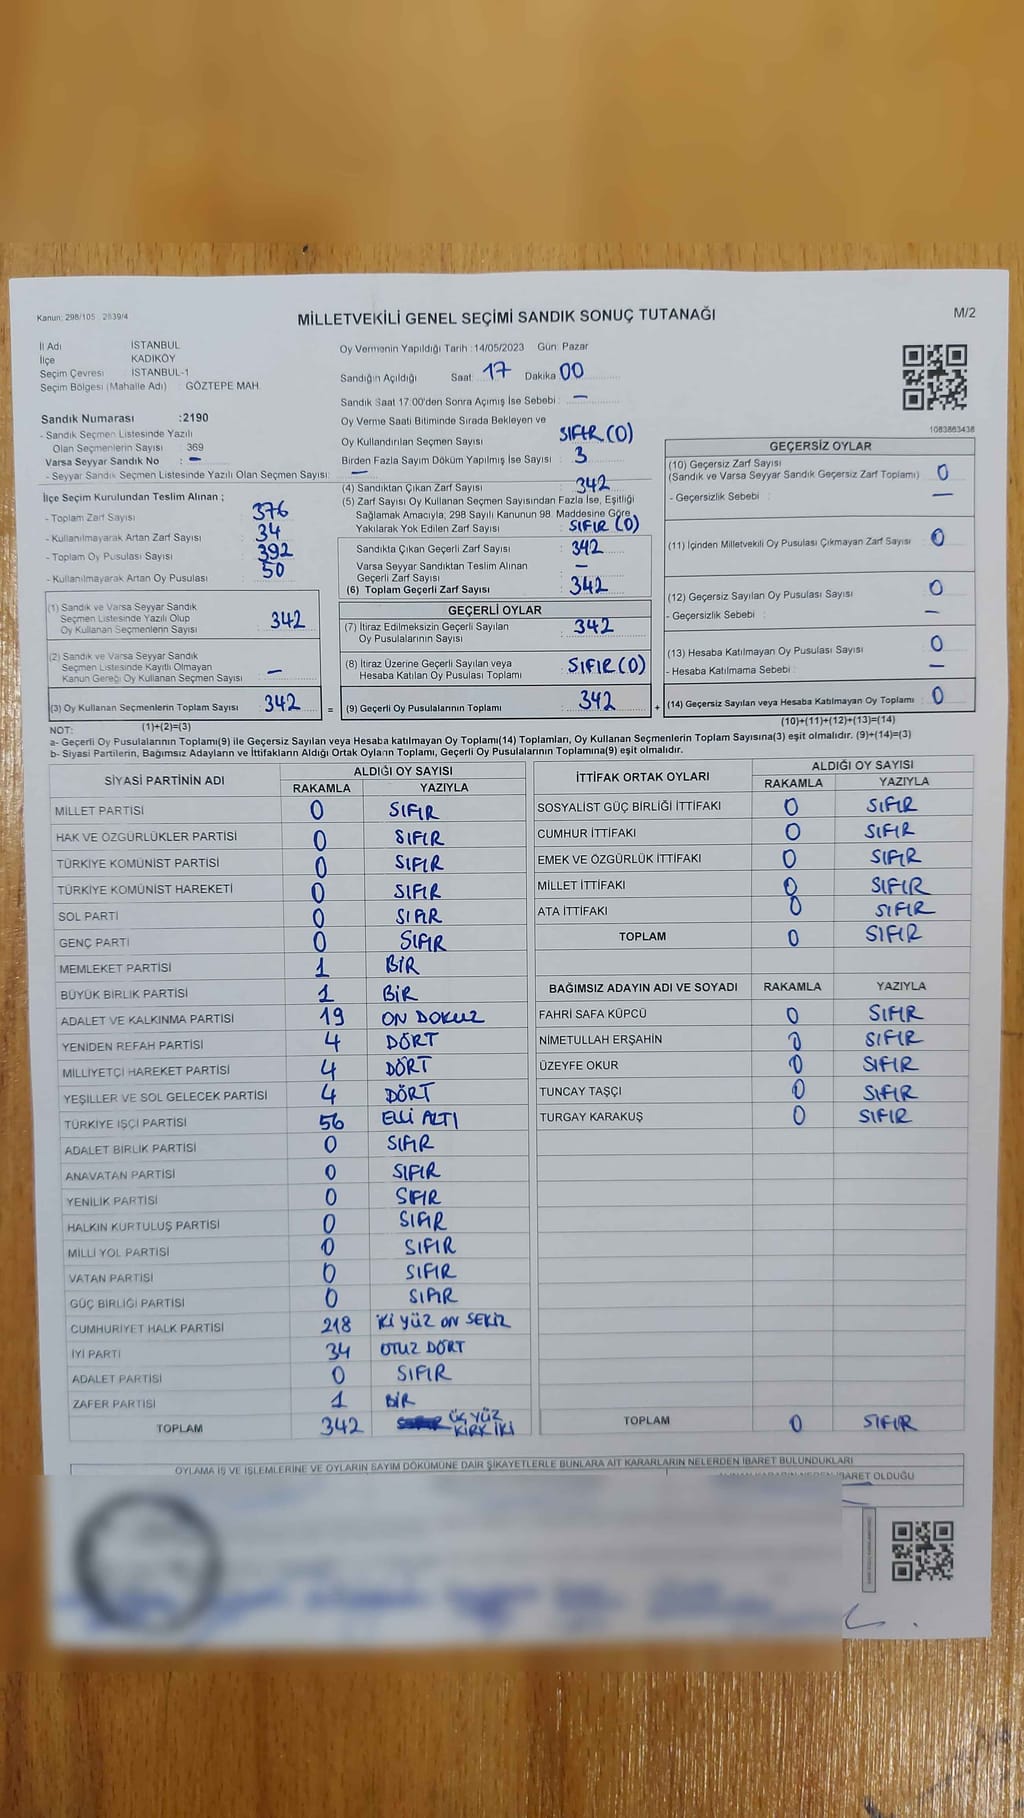 Kanun: 298/105 2839/4
MİLLETVEKİLİ GENEL SEÇİMİ SANDIK SONUÇ TUTANAĞI
M/2
İl Adı İSTANBUL
İlçe KADIKÖY
Seçim Çevresi İSTANBUL-1
Seçim Bölgesi (Mahalle Adı) : GÖZTEPE MAH.
Sandık Numarası :2190
- Sandık Seçmen Listesinde Yazılı
Olan Seçmenlerin Sayısı : 369
Varsa Seyyar Sandık No : –
- Seyyar Sandık Seçmen Listesinde Yazılı Olan Seçmen Sayısı: –
İlçe Seçim Kurulundan Teslim Alınan ;
- Toplam Zarf Sayısı : 376
- Kullanılmayarak Artan Zarf Sayısı : 34
- Toplam Oy Pusulası Sayısı : 392
- Kullanılmayarak Artan Oy Pusulası : 50
(1) Sandık ve Varsa Seyyar Sandık
Seçmen Listesinde Yazılı Olup
Oy Kullanan Seçmenlerin Sayısı : 342
(2) Sandık ve Varsa Seyyar Sandık
Seçmen Listesinde Kayıtlı Olmayan
Kanun Gereği Oy Kullanan Seçmen Sayısı : –
(3) Oy Kullanan Seçmenlerin Toplam Sayısı : 342
Oy Vermenin Yapıldığı Tarih :14/05/2023 Gün: Pazar
Sandığın Açıldığı Saat: 17 Dakika 00
Sandık Saat 17.00'den Sonra Açımış İse Sebebi : –
Oy Verme Saati Bitiminde Sırada Bekleyen ve
Oy Kullandırılan Seçmen Sayısı SIFIR (0)
Birden Fazla Sayım Döküm Yapılmış İse Sayısı : 3
(4) Sandıktan Çıkan Zarf Sayısı : 342
(5) Zarf Sayısı Oy Kullanan Seçmen Sayısından Fazla İse, Eşitliği
Sağlamak Amacıyla; 298 Sayılı Kanunun 98. Maddesine Göre
Yakılarak Yok Edilen Zarf Sayısı : SIFIR (0)
Sandıkta Çıkan Geçerli Zarf Sayısı : 342
Varsa Seyyar Sandıktan Teslim Alınan
Geçerli Zarf Sayısı : –
(6) Toplam Geçerli Zarf Sayısı : 342
GEÇERLİ OYLAR
(7) İtiraz Edilmeksizin Geçerli Sayılan
Oy Pusulalarının Sayısı : 342
(8) İtiraz Üzerine Geçerli Sayılan veya
Hesaba Katılan Oy Pusulası Toplamı : SIFIR (0)
= (9) Geçerli Oy Pusulalarının Toplamı : 342
1083863438
GEÇERSİZ OYLAR
(10) Geçersiz Zarf Sayısı
(Sandık ve Varsa Seyyar Sandık Geçersiz Zarf Toplamı) : 0
- Geçersizlik Sebebi : –
(11) İçinden Milletvekili Oy Pusulası Çıkmayan Zarf Sayısı : 0
(12) Geçersiz Sayılan Oy Pusulası Sayısı : 0
- Geçersizlik Sebebi : –
(13) Hesaba Katılmayan Oy Pusulası Sayısı : 0
- Hesaba Katılmama Sebebi : –
+ (14) Geçersiz Sayılan veya Hesaba Katılmayan Oy Toplamı : 0
NOT: (1)+(2)=(3) (10)+(11)+(12)+(13)=(14)
a- Geçerli Oy Pusulalarının Toplamı(9) ile Geçersiz Sayılan veya Hesaba katılmayan Oy Toplamı(14) Toplamları, Oy Kullanan Seçmenlerin Toplam Sayısına(3) eşit olmalıdır. (9)+(14)=(3)
b- Siyasi Partilerin, Bağımsız Adayların ve İttifakların Aldığı Ortak Oyların Toplamı, Geçerli Oy Pusulalarının Toplamına(9) eşit olmalıdır.
SİYASİ PARTİNİN ADI ALDIĞI OY SAYISI
RAKAMLA YAZIYLA
MİLLET PARTİSİ 0 SIFIR
HAK VE ÖZGÜRLÜKLER PARTİSİ 0 SIFIR
TÜRKİYE KOMÜNİST PARTİSİ 0 SIFIR
TÜRKİYE KOMÜNİST HAREKETİ 0 SIFIR
SOL PARTİ 0 SIFIR
GENÇ PARTİ 0 SIFIR
MEMLEKET PARTİSİ 1 BİR
BÜYÜK BİRLİK PARTİSİ 1 BİR
ADALET VE KALKINMA PARTİSİ 19 ON DOKUZ
YENİDEN REFAH PARTİSİ 4 DÖRT
MİLLİYETÇİ HAREKET PARTİSİ 4 DÖRT
YEŞİLLER VE SOL GELECEK PARTİSİ 4 DÖRT
TÜRKİYE İŞÇİ PARTİSİ 56 ELLİ ALTI
ADALET BİRLİK PARTİSİ 0 SIFIR
ANAVATAN PARTİSİ 0 SIFIR
YENİLİK PARTİSİ 0 SIFIR
HALKIN KURTULUŞ PARTİSİ 0 SIFIR
MİLLİ YOL PARTİSİ 0 SIFIR
VATAN PARTİSİ 0 SIFIR
GÜÇ BİRLİĞİ PARTİSİ 0 SIFIR
CUMHURİYET HALK PARTİSİ 218 İKİ YÜZ ON SEKİZ
İYİ PARTİ 34 OTUZ DÖRT
ADALET PARTİSİ 0 SIFIR
ZAFER PARTİSİ 1 BİR
TOPLAM 342 ÜÇ YÜZ KIRK İKİ
İTTİFAK ORTAK OYLARI ALDIĞI OY SAYISI
RAKAMLA YAZIYLA
SOSYALİST GÜÇ BİRLİĞİ İTTİFAKI 0 SIFIR
CUMHUR İTTİFAKI 0 SIFIR
EMEK VE ÖZGÜRLÜK İTTİFAKI 0 SIFIR
MİLLET İTTİFAKI 0 SIFIR
ATA İTTİFAKI 0 SIFIR
TOPLAM 0 SIFIR
BAĞIMSIZ ADAYIN ADI VE SOYADI RAKAMLA YAZIYLA
FAHRİ SAFA KÜPCÜ 0 SIFIR
NİMETULLAH ERŞAHİN 0 SIFIR
ÜZEYFE OKUR 0 SIFIR
TUNCAY TAŞÇI 0 SIFIR
TURGAY KARAKUŞ 0 SIFIR
TOPLAM 0 SIFIR
OYLAMA İŞ VE İŞLEMLERİNE VE OYLARIN SAYIM DÖKÜMÜNE DAİR ŞİKAYETLERLE BUNLARA AİT KARARLARIN NELERDEN İBARET BULUNDUKLARI
İBARET OLDUĞU